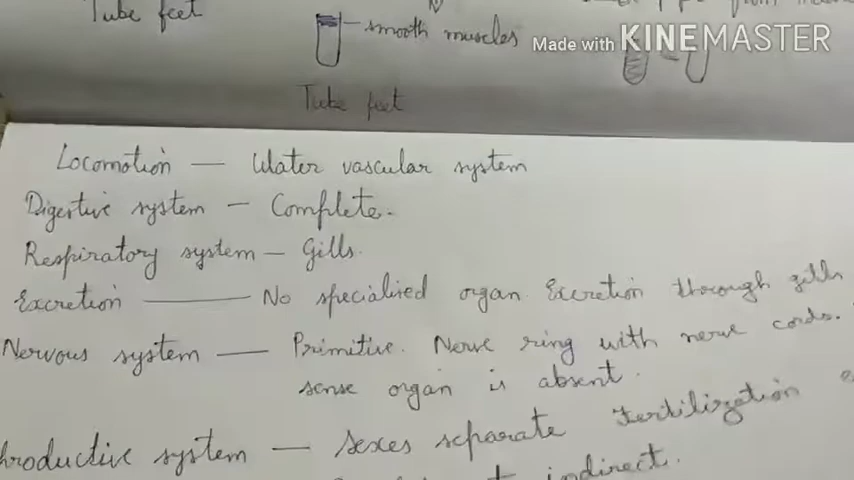 Tube feet
smooth muscles
Made with KINEMASTER
Tube feet
Locomotion — Water vascular system
Digestive system — Complete.
Respiratory system — Gills.
Excretion — No specialised organ. Excretion through gills
Nervous system — Primitive. Nerve ring with nerve cords.
sense organ is absent.
system — Sexes separate Fertilization
indirect.